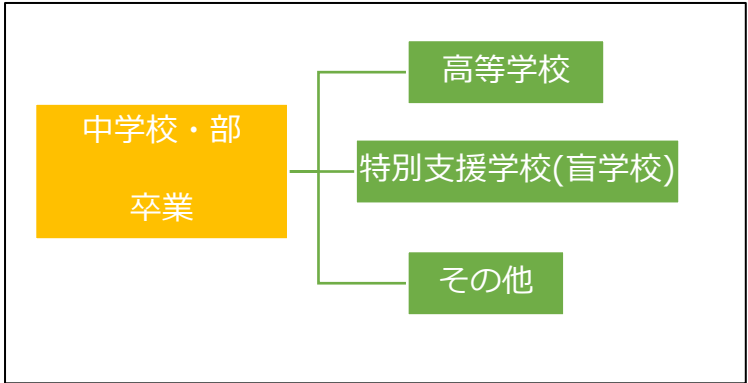 中学校・部
卒業
高等学校
特別支援学校(盲学校)
その他